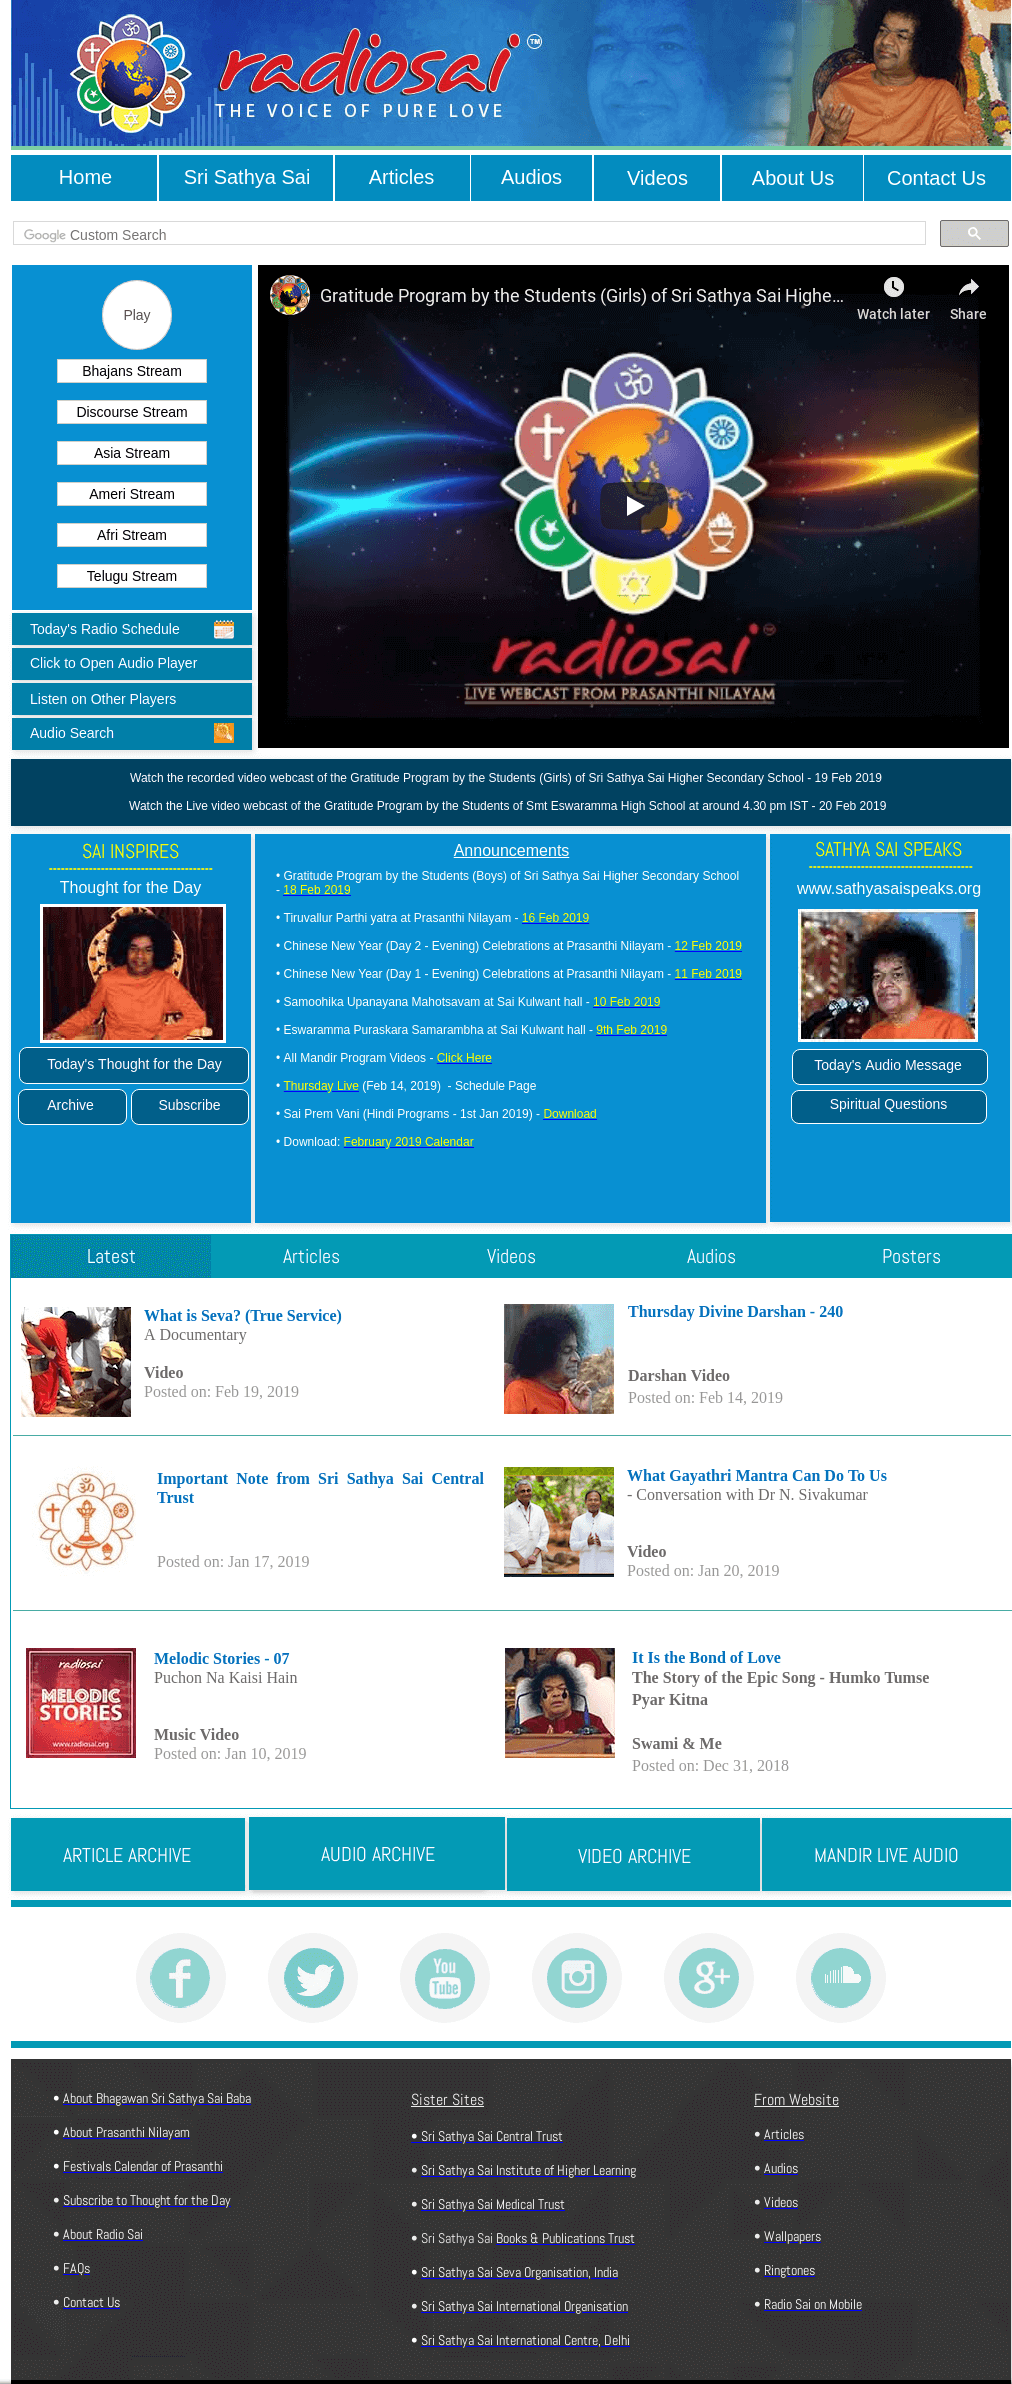 radiosai TM
THE VOICE OF PURE LOVE
Home
Sri Sathya Sai
Articles
Audios
Videos
About Us
Contact Us
Google Custom Search
Play
Bhajans Stream
Discourse Stream
Asia Stream
Ameri Stream
Afri Stream
Telugu Stream
Today's Radio Schedule
Click to Open Audio Player
Listen on Other Players
Audio Search
Gratitude Program by the Students (Girls) of Sri Sathya Sai Highe...
Watch later
Share
radiosai
LIVE WEBCAST FROM PRASANTHI NILAYAM
Watch the recorded video webcast of the Gratitude Program by the Students (Girls) of Sri Sathya Sai Higher Secondary School - 19 Feb 2019
Watch the Live video webcast of the Gratitude Program by the Students of Smt Eswaramma High School at around 4.30 pm IST - 20 Feb 2019
SAI INSPIRES
Thought for the Day
Today's Thought for the Day
Archive
Subscribe
Announcements
• Gratitude Program by the Students (Boys) of Sri Sathya Sai Higher Secondary School
- 18 Feb 2019
• Tiruvallur Parthi yatra at Prasanthi Nilayam - 16 Feb 2019
• Chinese New Year (Day 2 - Evening) Celebrations at Prasanthi Nilayam - 12 Feb 2019
• Chinese New Year (Day 1 - Evening) Celebrations at Prasanthi Nilayam - 11 Feb 2019
• Samoohika Upanayana Mahotsavam at Sai Kulwant hall - 10 Feb 2019
• Eswaramma Puraskara Samarambha at Sai Kulwant hall - 9th Feb 2019
• All Mandir Program Videos - Click Here
• Thursday Live (Feb 14, 2019) - Schedule Page
• Sai Prem Vani (Hindi Programs - 1st Jan 2019) - Download
• Download: February 2019 Calendar
SATHYA SAI SPEAKS
www.sathyasaispeaks.org
Today's Audio Message
Spiritual Questions
Latest
Articles
Videos
Audios
Posters
What is Seva? (True Service)
A Documentary
Video
Posted on: Feb 19, 2019
Thursday Divine Darshan - 240
Darshan Video
Posted on: Feb 14, 2019
Important Note from Sri Sathya Sai Central
Trust
Posted on: Jan 17, 2019
What Gayathri Mantra Can Do To Us
- Conversation with Dr N. Sivakumar
Video
Posted on: Jan 20, 2019
radiosai
MELODIC
STORIES
www.radiosai.org
Melodic Stories - 07
Puchon Na Kaisi Hain
Music Video
Posted on: Jan 10, 2019
It Is the Bond of Love
The Story of the Epic Song - Humko Tumse
Pyar Kitna
Swami & Me
Posted on: Dec 31, 2018
ARTICLE ARCHIVE
AUDIO ARCHIVE
VIDEO ARCHIVE
MANDIR LIVE AUDIO
You
Tube
g+
• About Bhagawan Sri Sathya Sai Baba
• About Prasanthi Nilayam
• Festivals Calendar of Prasanthi
• Subscribe to Thought for the Day
• About Radio Sai
• FAQs
• Contact Us
Sister Sites
• Sri Sathya Sai Central Trust
• Sri Sathya Sai Institute of Higher Learning
• Sri Sathya Sai Medical Trust
• Sri Sathya Sai Books & Publications Trust
• Sri Sathya Sai Seva Organisation, India
• Sri Sathya Sai International Organisation
• Sri Sathya Sai International Centre, Delhi
From Website
• Articles
• Audios
• Videos
• Wallpapers
• Ringtones
• Radio Sai on Mobile